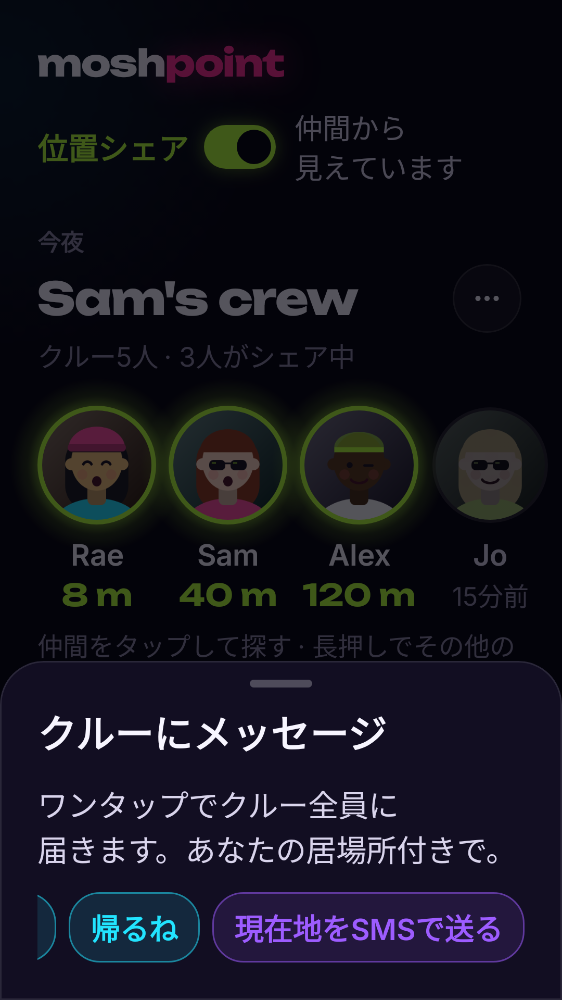 moshpoint
位置シェア
仲間から
見えています
今夜
Sam's crew
クルー5人 · 3人がシェア中
Rae
Sam
Alex
Jo
8 m
40 m
120 m
15分前
仲間をタップして探す · 長押しでその他の
クルーにメッセージ
ワンタップでクルー全員に
届きます。あなたの居場所付きで。
帰るね
現在地をSMSで送る